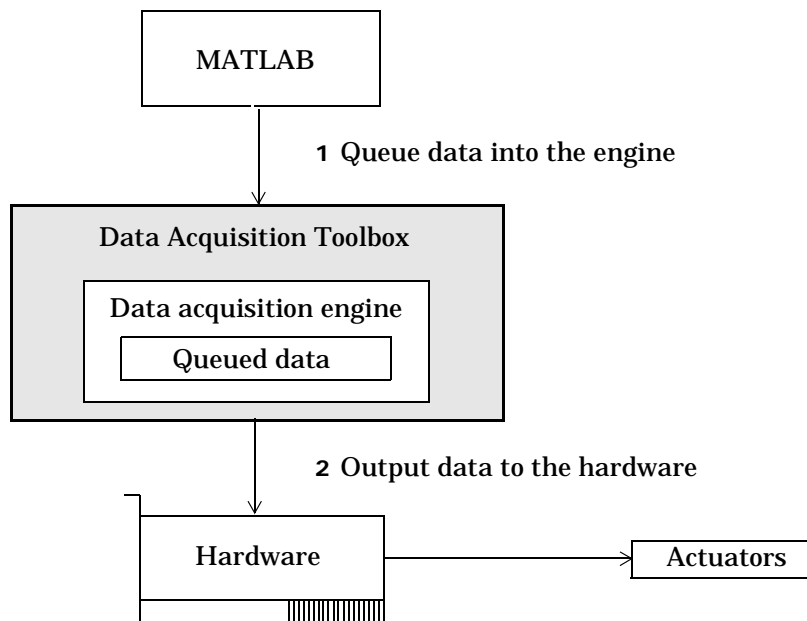 MATLAB
1 Queue data into the engine
Data Acquisition Toolbox
Data acquisition engine
Queued data
2 Output data to the hardware
Hardware
Actuators